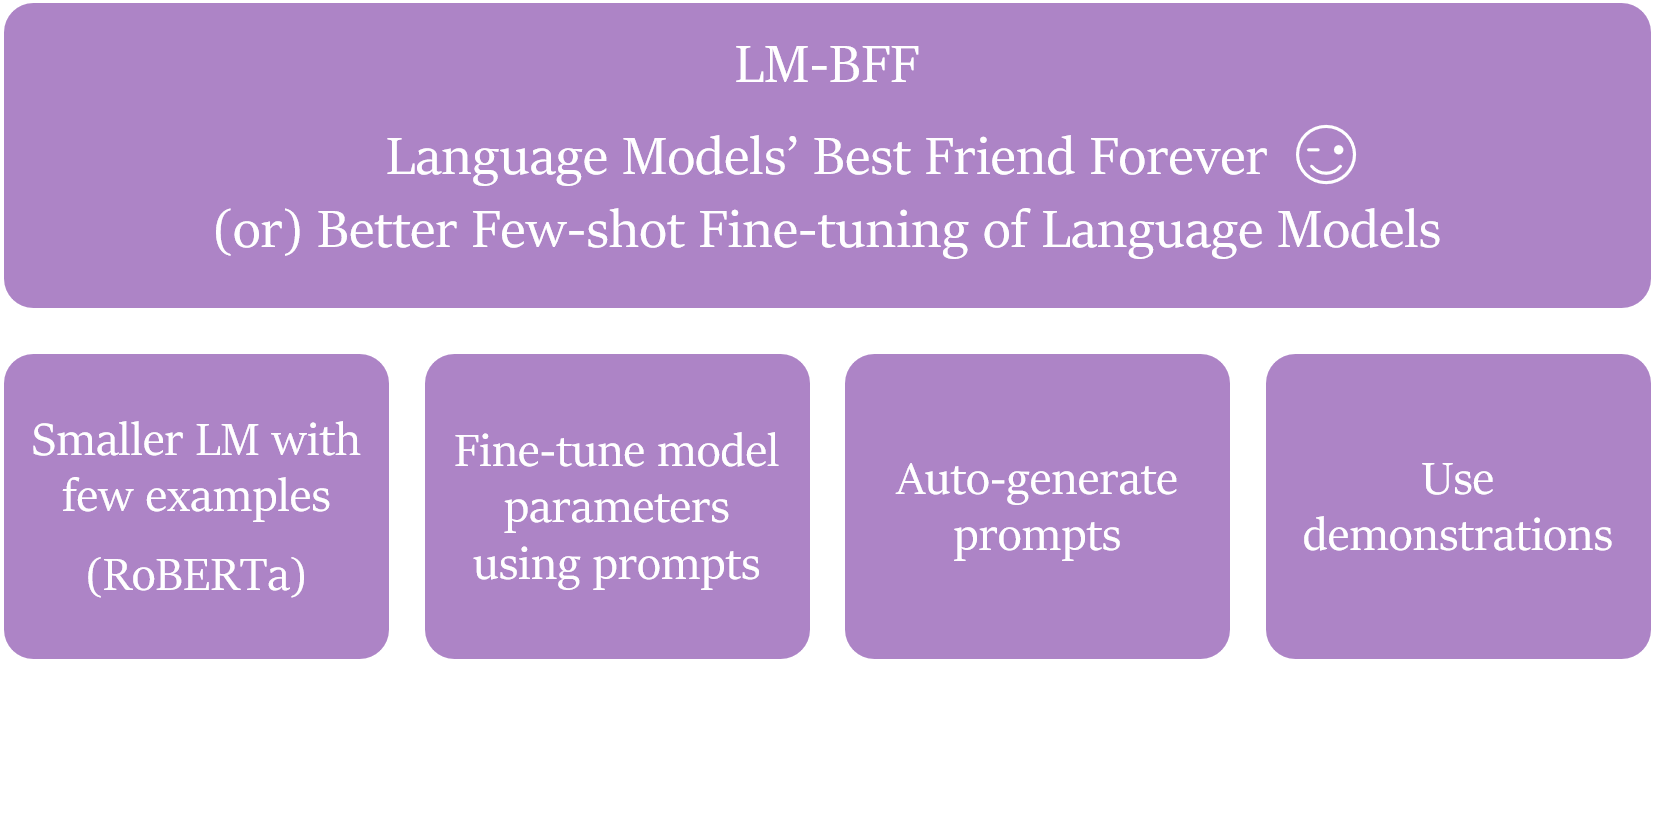 LM-BFF
Language Models’ Best Friend Forever
(or) Better Few-shot Fine-tuning of Language Models
Smaller LM with
few examples
(RoBERTa)
Fine-tune model
parameters
using prompts
Auto-generate
prompts
Use
demonstrations